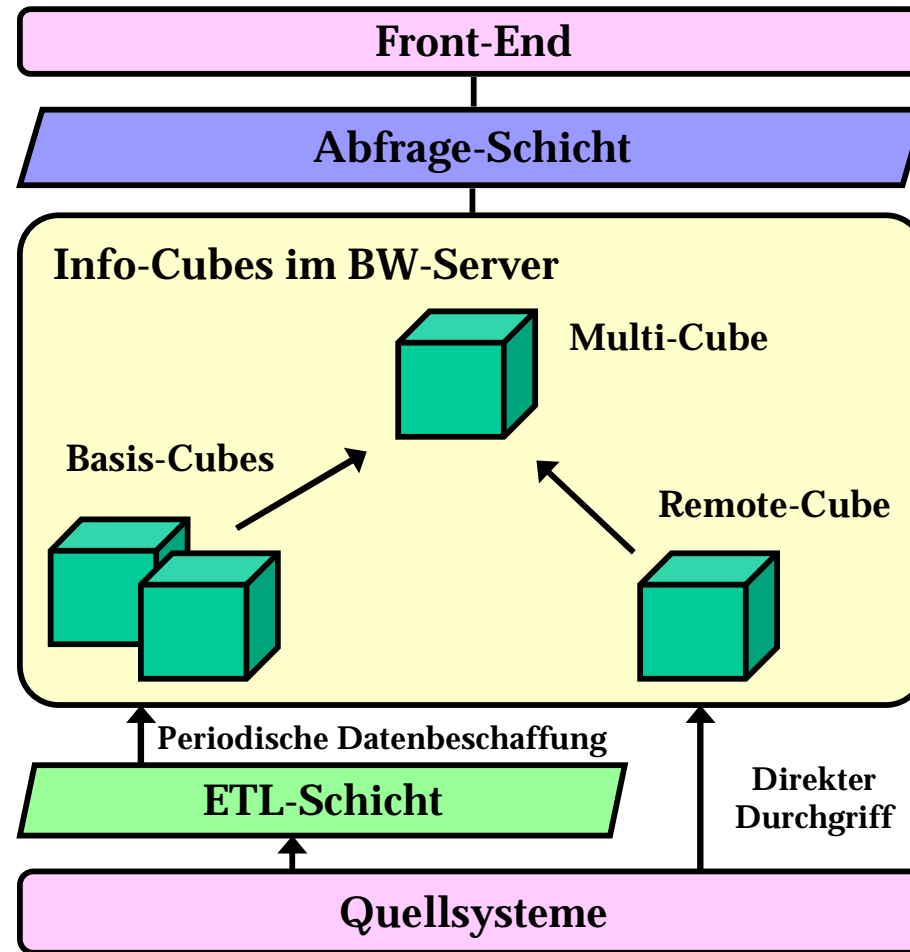 Front-End
Abfrage-Schicht
Info-Cubes im BW-Server
Multi-Cube
Basis-Cubes
Remote-Cube
Periodische Datenbeschaffung
ETL-Schicht
Direkter
Durchgriff
Quellsysteme